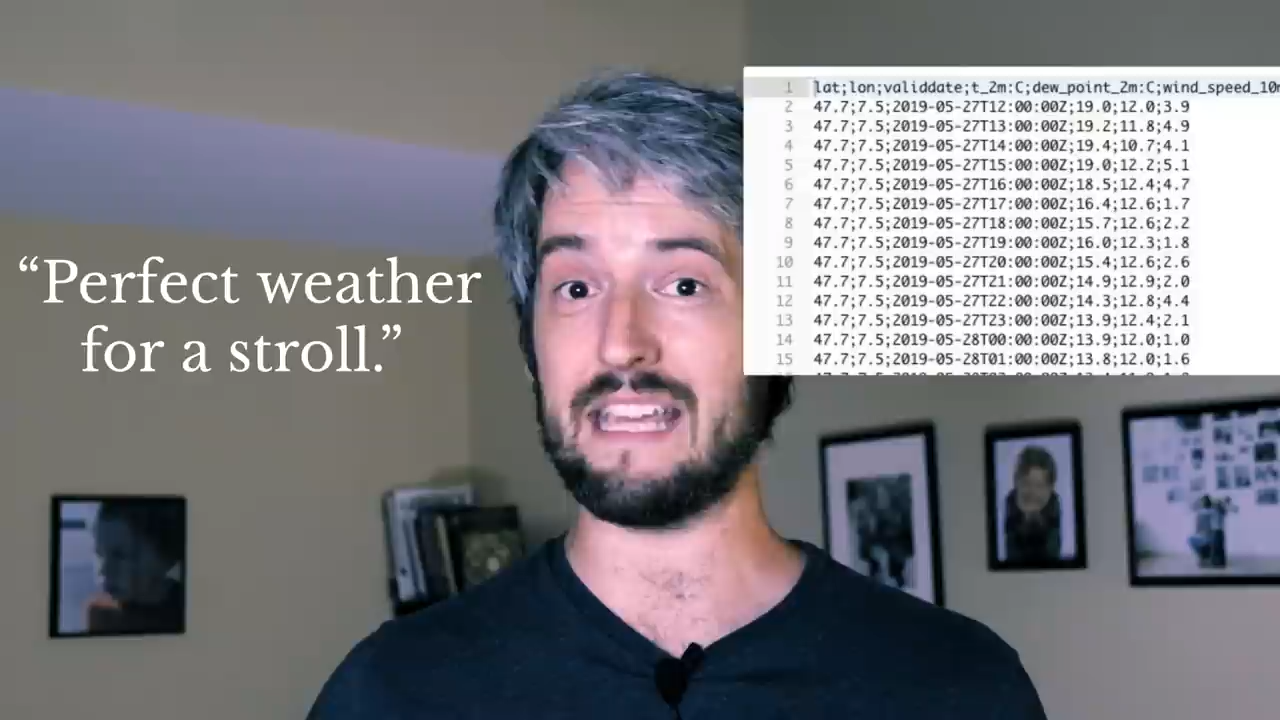 “Perfect weather
for a stroll.”
1 lat;lon;validdate;t_2m:C;dew_point_2m:C;wind_speed_10m
2 47.7;7.5;2019-05-27T12:00:00Z;19.0;12.0;3.9
3 47.7;7.5;2019-05-27T13:00:00Z;19.2;11.8;4.9
4 47.7;7.5;2019-05-27T14:00:00Z;19.4;10.7;4.1
5 47.7;7.5;2019-05-27T15:00:00Z;19.0;12.2;5.1
6 47.7;7.5;2019-05-27T16:00:00Z;18.5;12.4;4.7
7 47.7;7.5;2019-05-27T17:00:00Z;16.4;12.6;1.7
8 47.7;7.5;2019-05-27T18:00:00Z;15.7;12.6;2.2
9 47.7;7.5;2019-05-27T19:00:00Z;16.0;12.3;1.8
10 47.7;7.5;2019-05-27T20:00:00Z;15.4;12.6;2.6
11 47.7;7.5;2019-05-27T21:00:00Z;14.9;12.9;2.0
12 47.7;7.5;2019-05-27T22:00:00Z;14.3;12.8;4.4
13 47.7;7.5;2019-05-27T23:00:00Z;13.9;12.4;2.1
14 47.7;7.5;2019-05-28T00:00:00Z;13.9;12.0;1.0
15 47.7;7.5;2019-05-28T01:00:00Z;13.8;12.0;1.6